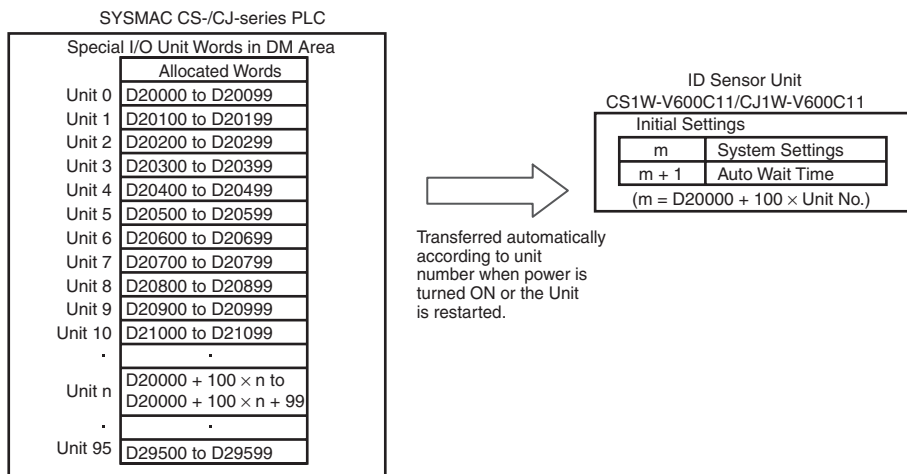 SYSMAC CS-/CJ-series PLC
Special I/O Unit Words in DM Area
Allocated Words
Unit 0 D20000 to D20099
Unit 1 D20100 to D20199
Unit 2 D20200 to D20299
Unit 3 D20300 to D20399
Unit 4 D20400 to D20499
Unit 5 D20500 to D20599
Unit 6 D20600 to D20699
Unit 7 D20700 to D20799
Unit 8 D20800 to D20899
Unit 9 D20900 to D20999
Unit 10 D21000 to D21099
· ·
Unit n D20000 + 100 × n to
D20000 + 100 × n + 99
· ·
Unit 95 D29500 to D29599
Transferred automatically
according to unit
number when power is
turned ON or the Unit
is restarted.
ID Sensor Unit
CS1W-V600C11/CJ1W-V600C11
Initial Settings
m System Settings
m + 1 Auto Wait Time
(m = D20000 + 100 × Unit No.)